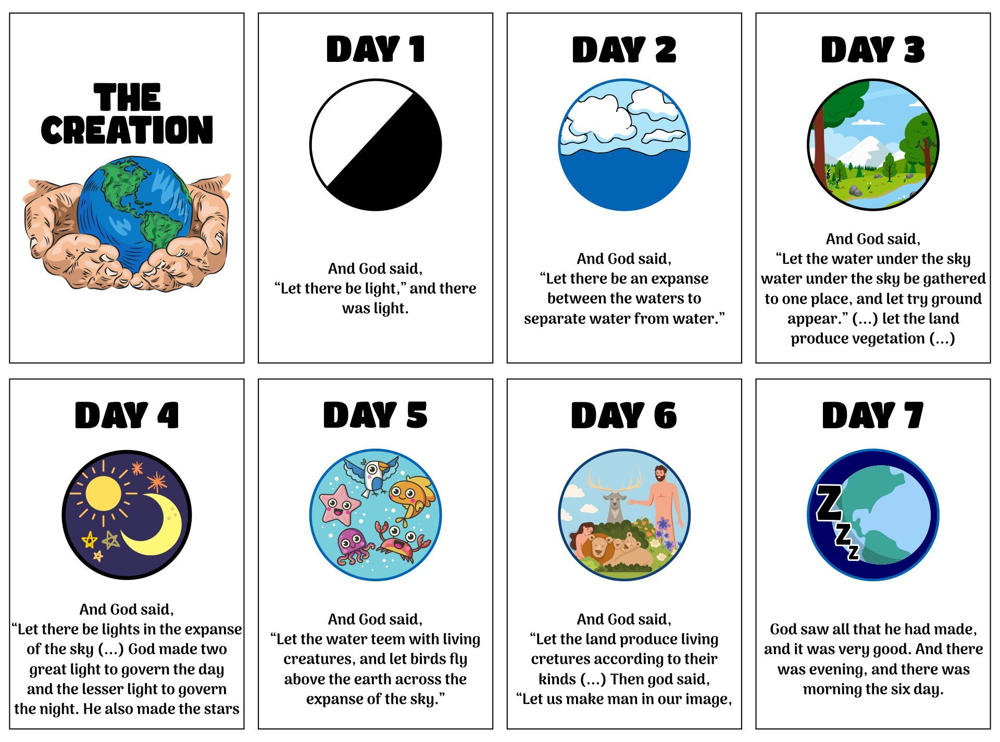 THE
CREATION
DAY 1
And God said,
“Let there be light,” and there
was light.
DAY 2
And God said,
“Let there be an expanse
between the waters to
separate water from water.”
DAY 3
And God said,
“Let the water under the sky
water under the sky be gathered
to one place, and let try ground
appear.” (...) let the land
produce vegetation (...)
DAY 4
And God said,
“Let there be lights in the expanse
of the sky (...) God made two
great light to govern the day
and the lesser light to govern
the night. He also made the stars
DAY 5
And God said,
“Let the water teem with living
creatures, and let birds fly
above the earth across the
expanse of the sky.”
DAY 6
And God said,
“Let the land produce living
cretures according to their
kinds (...) Then god said,
“Let us make man in our image,
DAY 7
Z
Z
Z
God saw all that he had made,
and it was very good. And there
was evening, and there was
morning the six day.